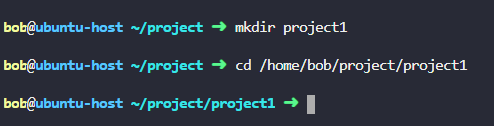 bob@ubuntu-host ~/project ➜ mkdir project1
bob@ubuntu-host ~/project ➜ cd /home/bob/project/project1
bob@ubuntu-host ~/project/project1 ➜